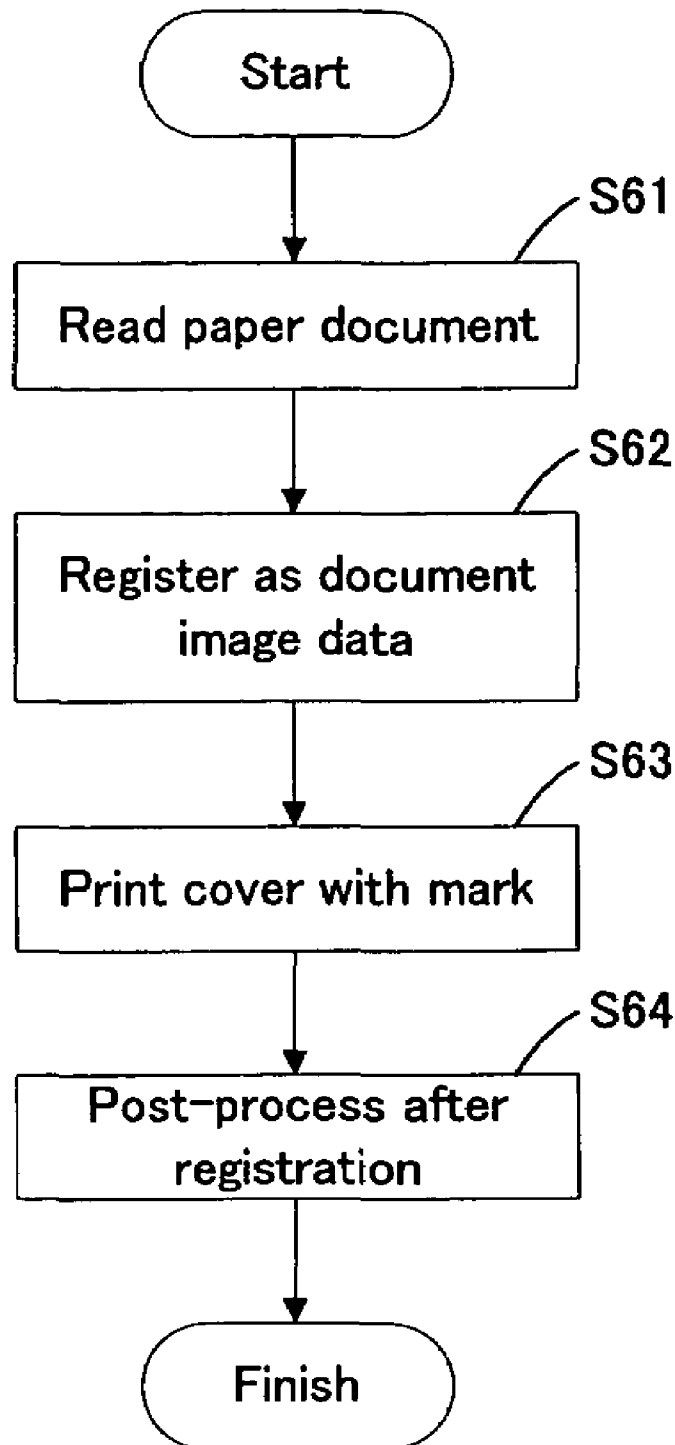 Start
S61
Read paper document
S62
Register as document
image data
S63
Print cover with mark
S64
Post-process after
registration
Finish